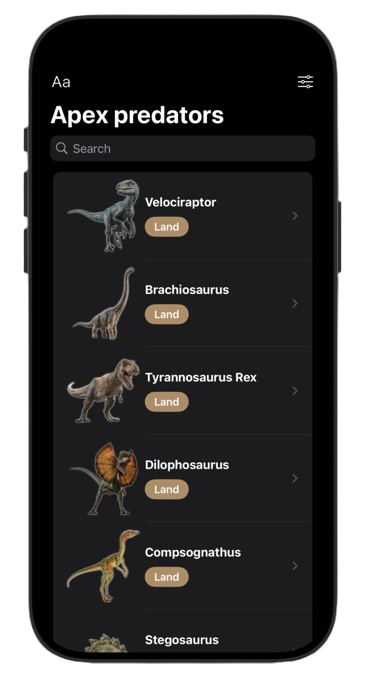 Aa
Apex predators
Search
Velociraptor
Land
Brachiosaurus
Land
Tyrannosaurus Rex
Land
Dilophosaurus
Land
Compsognathus
Land
Stegosaurus